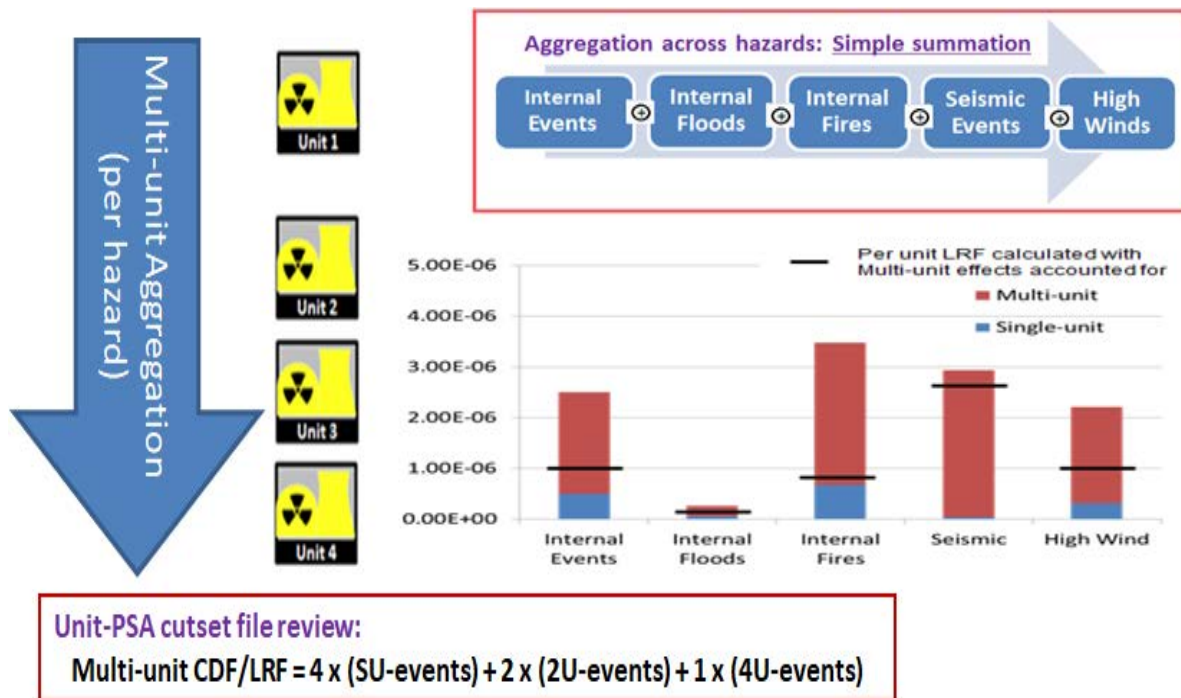 Multi-unit Aggregation
(per hazard)
Unit 1
Unit 2
Unit 3
Unit 4
Aggregation across hazards: Simple summation
Internal
Events
Internal
Floods
Internal
Fires
Seismic
Events
High
Winds
Per unit LRF calculated with
Multi-unit effects accounted for
Multi-unit
Single-unit
5.00E-06
4.00E-06
3.00E-06
2.00E-06
1.00E-06
0.00E+00
Internal
Events
Internal
Floods
Internal
Fires
Seismic
High Wind
Unit-PSA cutset file review:
Multi-unit CDF/LRF = 4 x (SU-events) + 2 x (2U-events) + 1 x (4U-events)